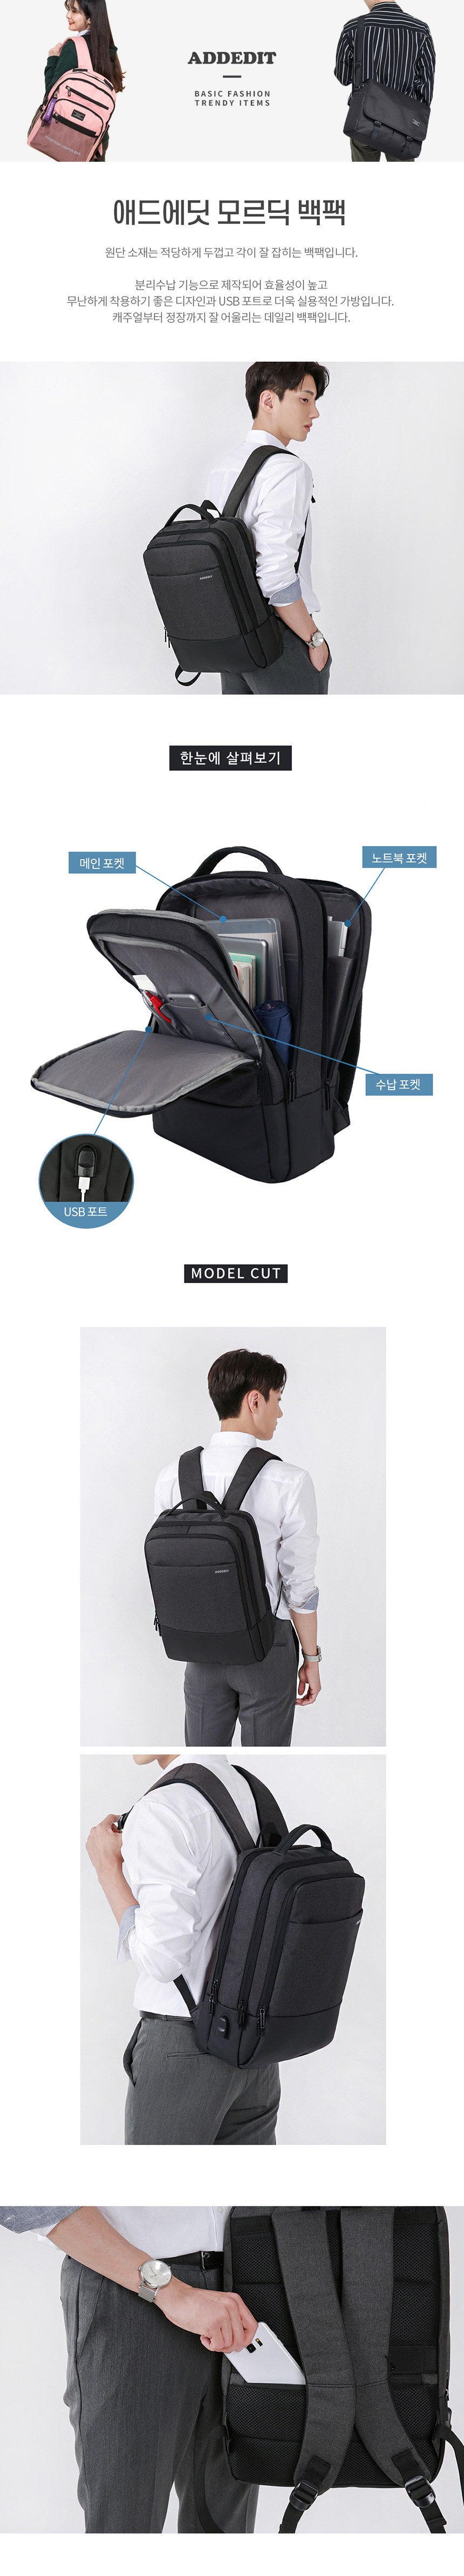 ADDEDIT
BASIC FASHION
TRENDY ITEMS
애드에딧 모르딕 백팩
원단 소재는 적당하게 두껍고 각이 잘 잡히는 백팩입니다.
분리수납 기능으로 제작되어 효율성이 높고
무난하게 착용하기 좋은 디자인과 USB 포트로 더욱 실용적인 가방입니다.
캐주얼부터 정장까지 잘 어울리는 데일리 백팩입니다.
ADDEDIT
한눈에 살펴보기
메인 포켓
노트북 포켓
수납 포켓
USB 포트
MODEL CUT
ADDEDIT